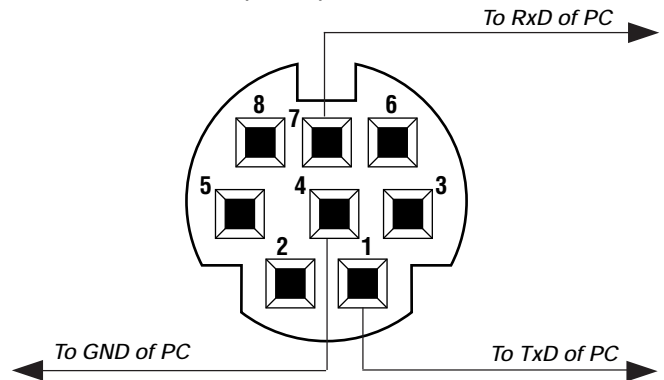 To RxD of PC
8 7 6
5 4 3
2 1
To GND of PC To TxD of PC